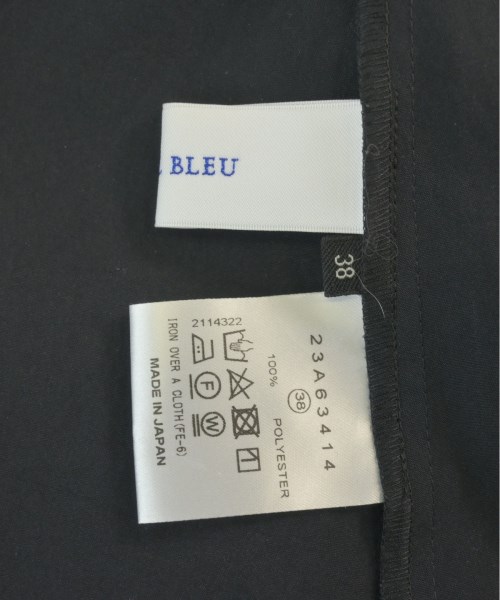 BLEU
38
23A63414
38
100% POLYESTER
F
W
2114322
IRON OVER A CLOTH(FE-6)
MADE IN JAPAN